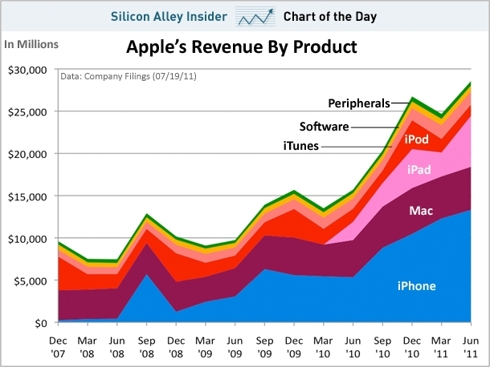 Silicon Alley Insider Chart of the Day
In Millions
Apple's Revenue By Product
$30,000
Data: Company Filings (07/19/11)
$25,000
Peripherals
Software
iTunes
iPod
$20,000
iPad
$15,000
Mac
$10,000
$5,000
iPhone
$0
Dec Mar Jun Sep Dec Mar Jun Sep Dec Mar Jun Sep Dec Mar Jun
'07 '08 '08 '08 '08 '09 '09 '09 '09 '10 '10 '10 '10 '11 '11